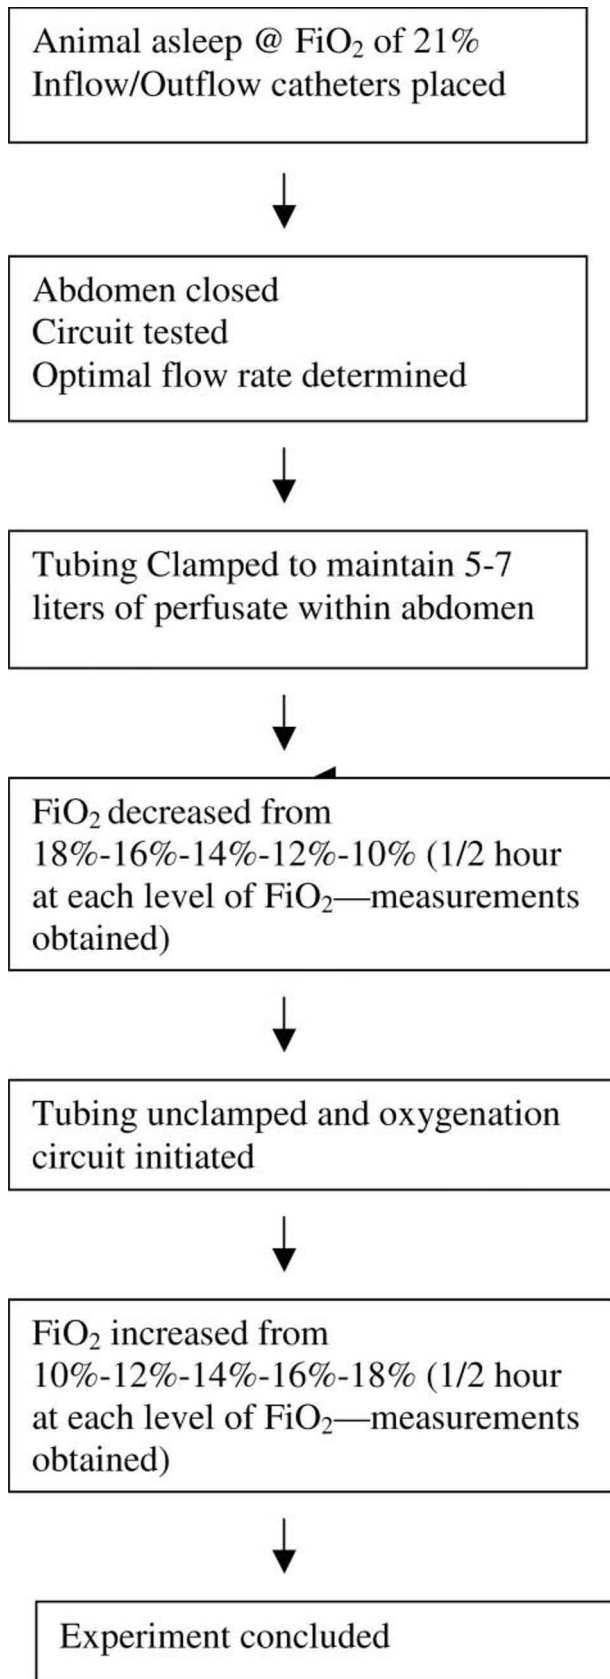 Animal asleep @ FiO₂ of 21%
Inflow/Outflow catheters placed
Abdomen closed
Circuit tested
Optimal flow rate determined
Tubing Clamped to maintain 5-7
liters of perfusate within abdomen
FiO₂ decreased from
18%-16%-14%-12%-10% (1/2 hour
at each level of FiO₂—measurements
obtained)
Tubing unclamped and oxygenation
circuit initiated
FiO₂ increased from
10%-12%-14%-16%-18% (1/2 hour
at each level of FiO₂—measurements
obtained)
Experiment concluded